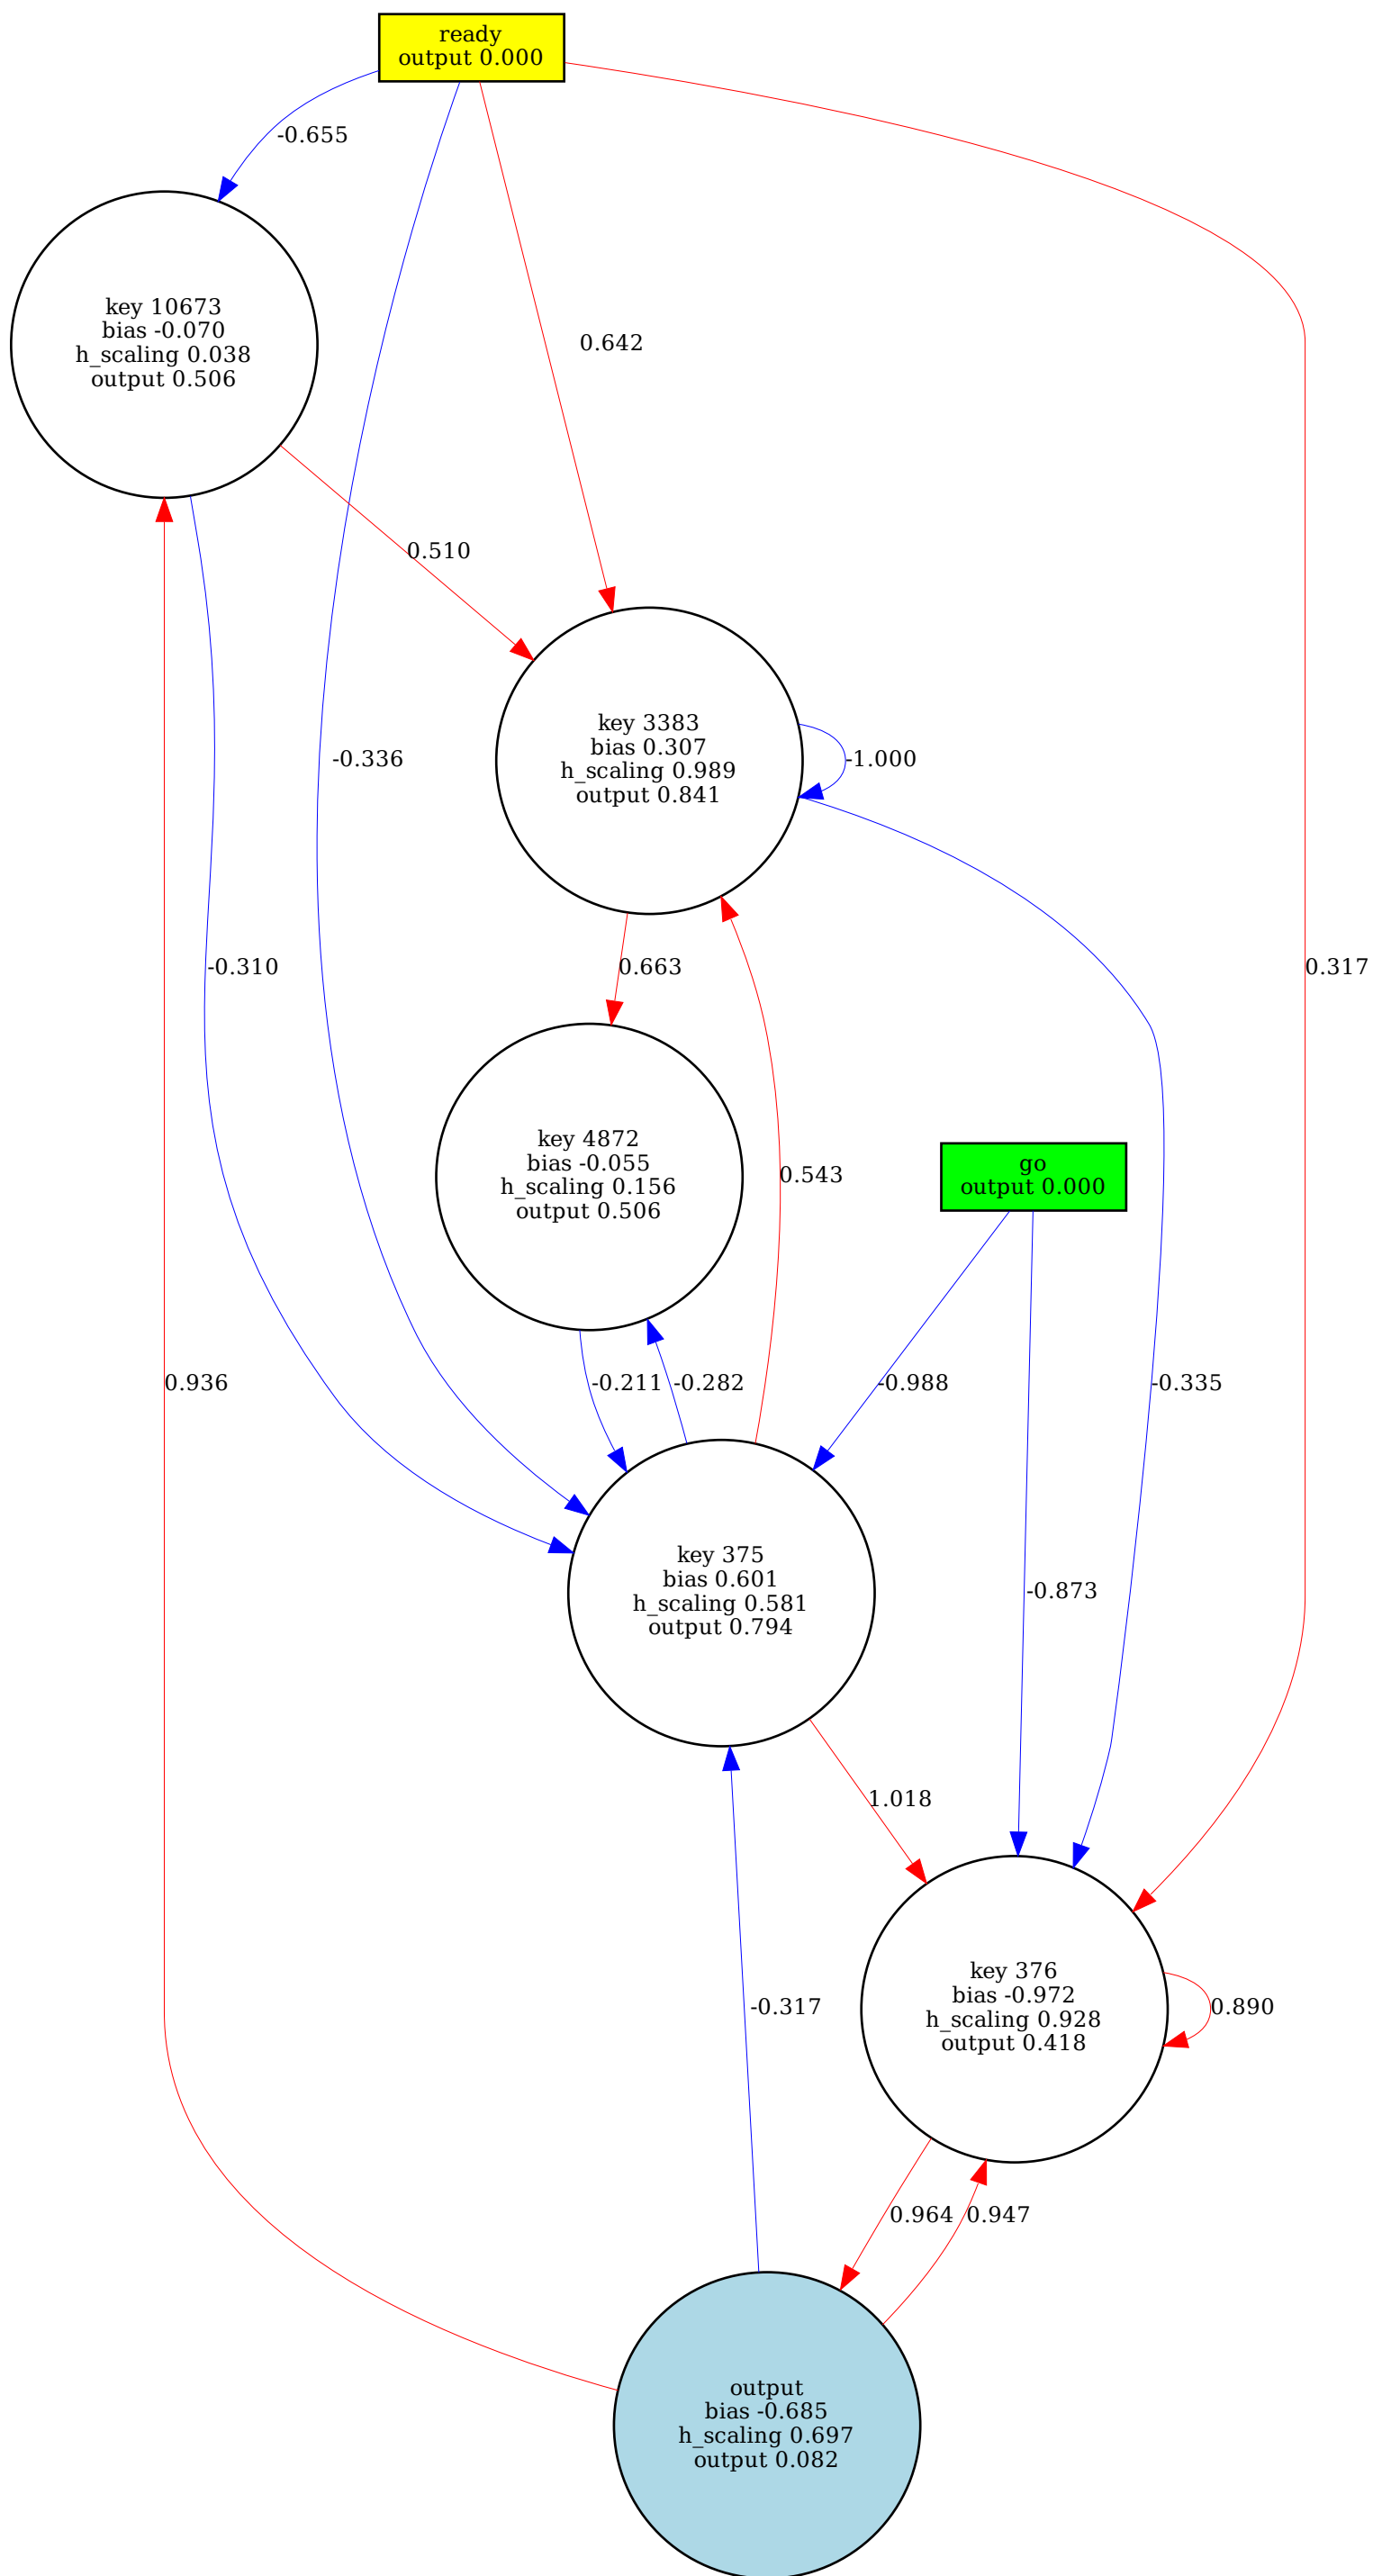 ready
output 0.000
-0.655
key 10673
bias -0.070
h_scaling 0.038
output 0.506
0.642
0.510
key 3383
bias 0.307
h_scaling 0.989
output 0.841
-0.336
-1.000
-0.310
0.663
0.317
key 4872
bias -0.055
h_scaling 0.156
output 0.506
0.543
go
output 0.000
0.936
-0.211
-0.282
-0.988
-0.335
key 375
bias 0.601
h_scaling 0.581
output 0.794
-0.873
1.018
key 376
bias -0.972
h_scaling 0.928
output 0.418
-0.317
0.890
0.964
0.947
output
bias -0.685
h_scaling 0.697
output 0.082